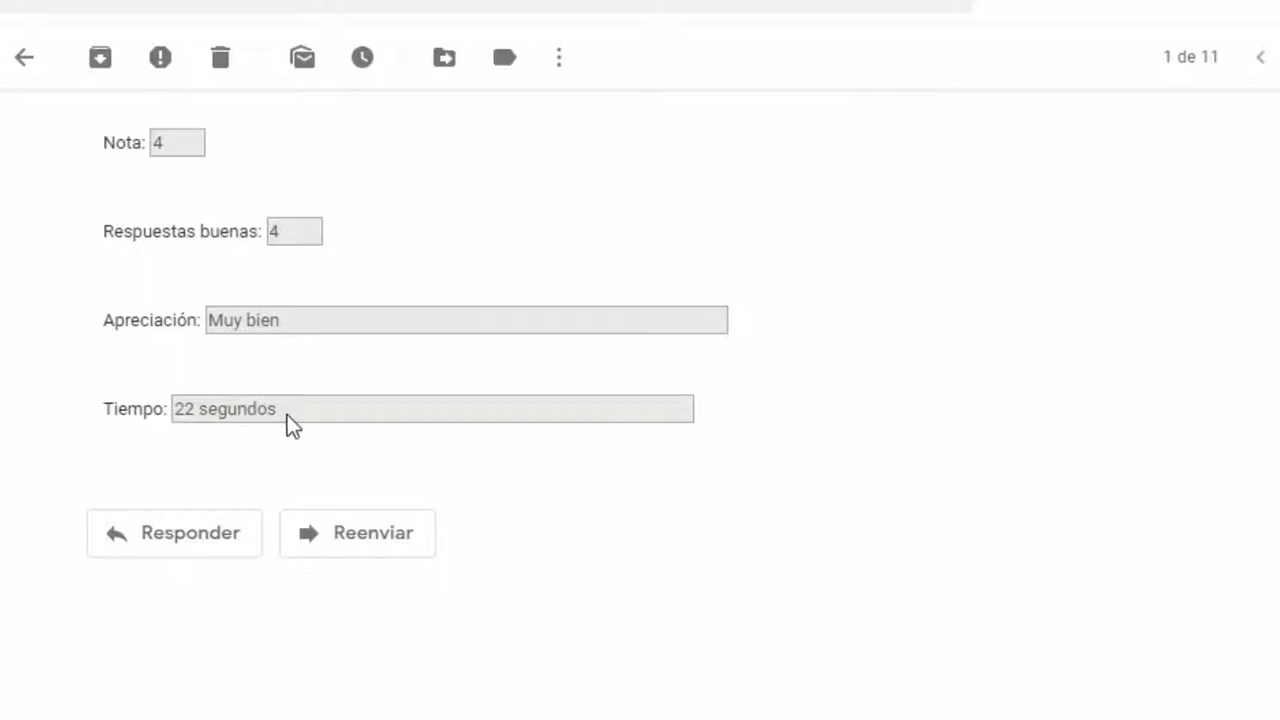 1 de 11
Nota: 4
Respuestas buenas: 4
Apreciación: Muy bien
Tiempo: 22 segundos
Responder Reenviar